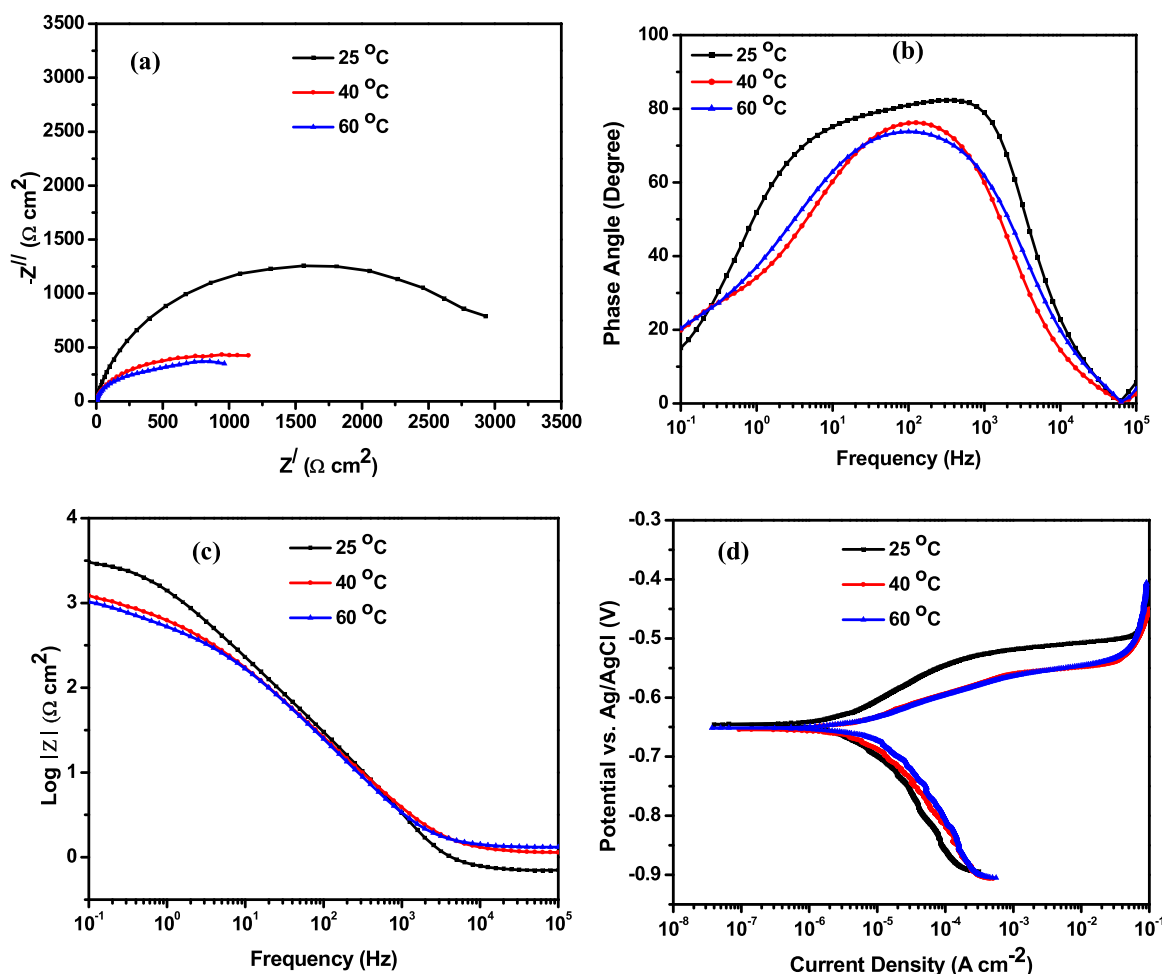 (a)
25 °C
40 °C
60 °C
3500
3000
2500
2000
1500
1000
500
0
0 500 1000 1500 2000 2500 3000 3500
-Z// (Ω cm2)
Z/ (Ω cm2)
(b)
25 °C
40 °C
60 °C
100
80
60
40
20
0
10-1 100 101 102 103 104 105
Phase Angle (Degree)
Frequency (Hz)
(c)
25 °C
40 °C
60 °C
4
3
2
1
0
10-1 100 101 102 103 104 105
Log |Z| (Ω cm2)
Frequency (Hz)
(d)
25 °C
40 °C
60 °C
-0.3
-0.4
-0.5
-0.6
-0.7
-0.8
-0.9
10-8 10-7 10-6 10-5 10-4 10-3 10-2 10-1
Potential vs. Ag/AgCl (V)
Current Density (A cm-2)